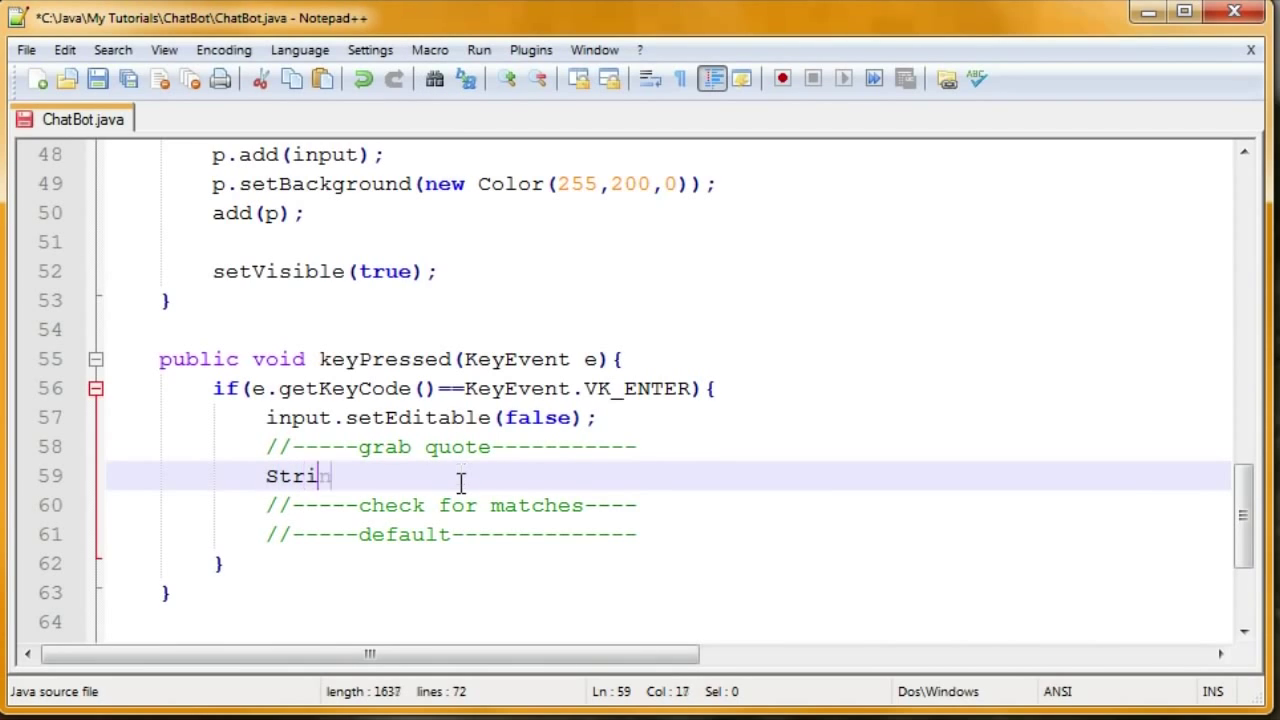 *C:\Java\My Tutorials\ChatBot\ChatBot.java - Notepad++
File Edit Search View Encoding Language Settings Macro Run Plugins Window ? X
ABC
ChatBot.java
48 p.add(input);
49 p.setBackground(new Color(255,200,0));
50 add(p);
51
52 setVisible(true);
53 }
54
55 public void keyPressed(KeyEvent e){
56 if(e.getKeyCode()==KeyEvent.VK_ENTER){
57 input.setEditable(false);
58 //-----grab quote-----------
59 Strin
60 //-----check for matches----
61 //-----default--------------
62 }
63 }
64
Java source file length : 1637 lines : 72 Ln : 59 Col : 17 Sel : 0 Dos\Windows ANSI INS